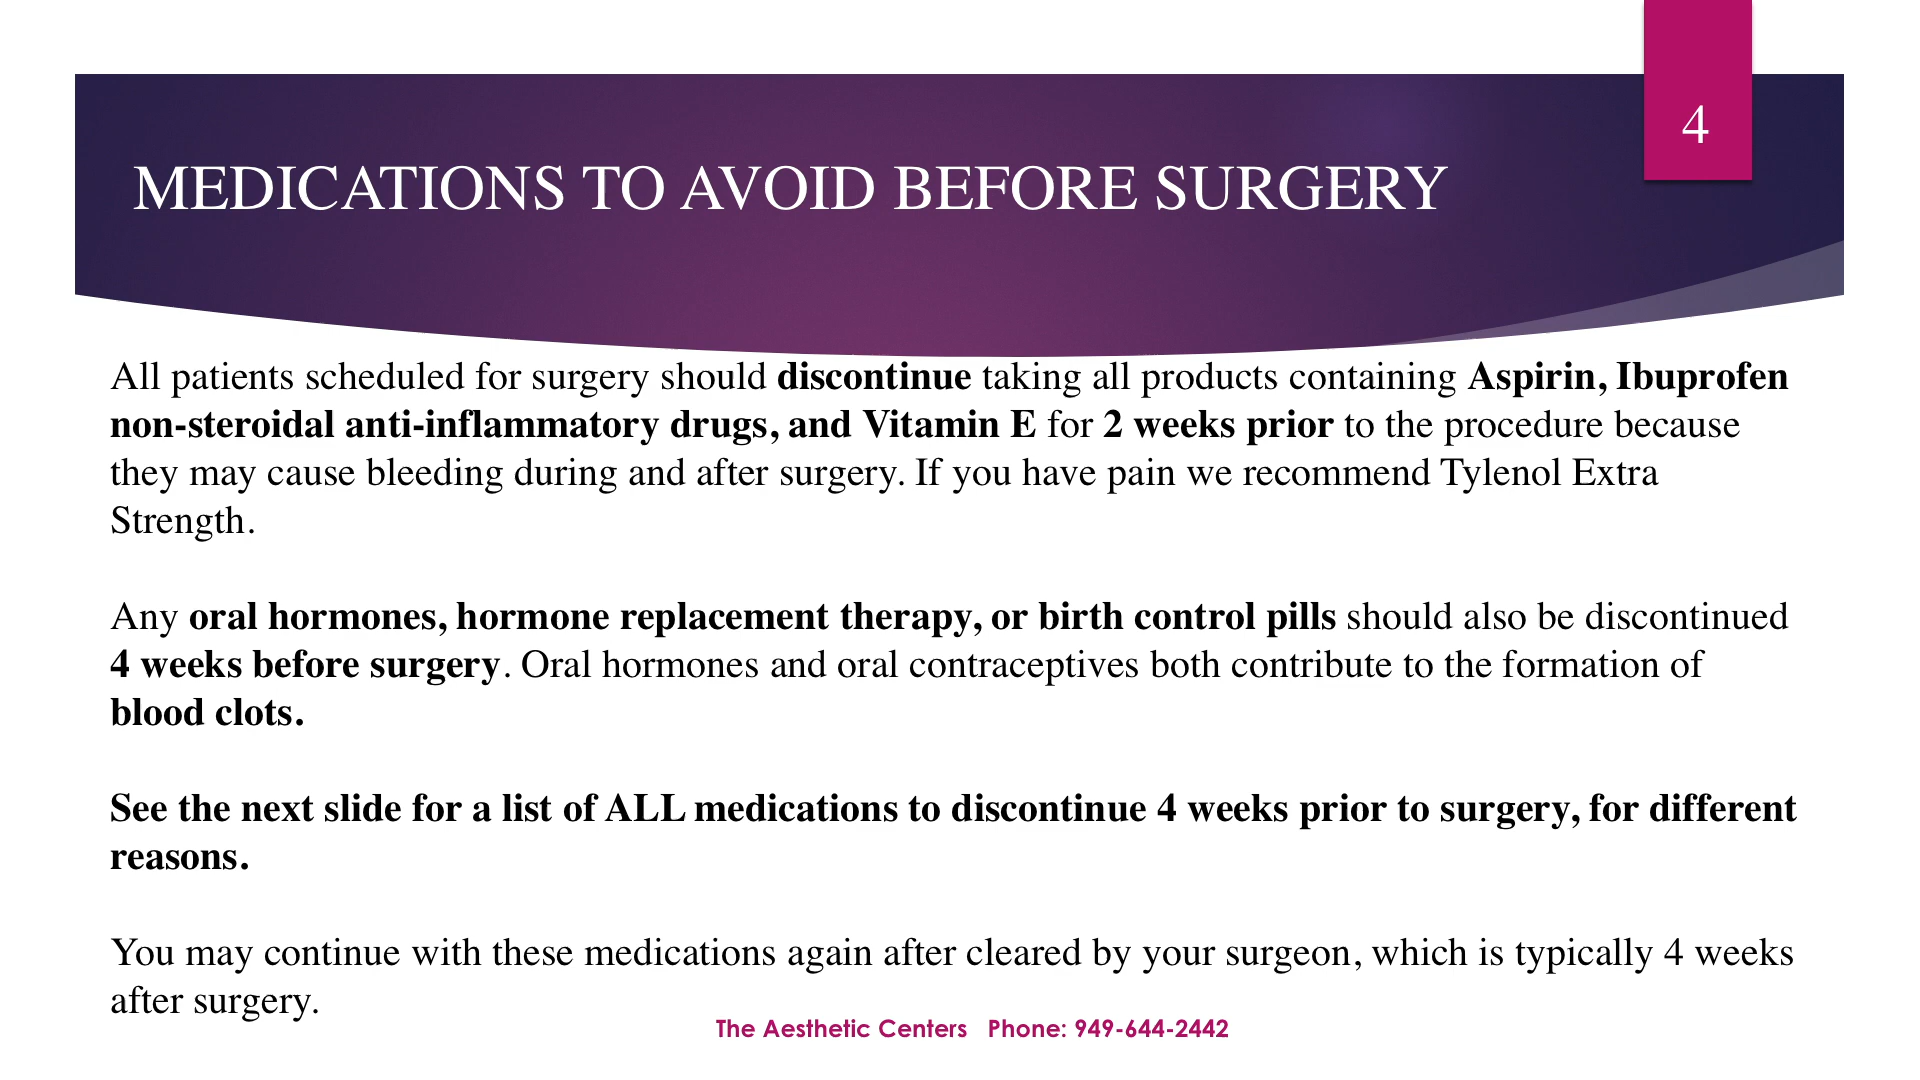 4
MEDICATIONS TO AVOID BEFORE SURGERY
All patients scheduled for surgery should discontinue taking all products containing Aspirin, Ibuprofen
non-steroidal anti-inflammatory drugs, and Vitamin E for 2 weeks prior to the procedure because
they may cause bleeding during and after surgery. If you have pain we recommend Tylenol Extra
Strength.
Any oral hormones, hormone replacement therapy, or birth control pills should also be discontinued
4 weeks before surgery. Oral hormones and oral contraceptives both contribute to the formation of
blood clots.
See the next slide for a list of ALL medications to discontinue 4 weeks prior to surgery, for different
reasons.
You may continue with these medications again after cleared by your surgeon, which is typically 4 weeks
after surgery.
The Aesthetic Centers Phone: 949-644-2442